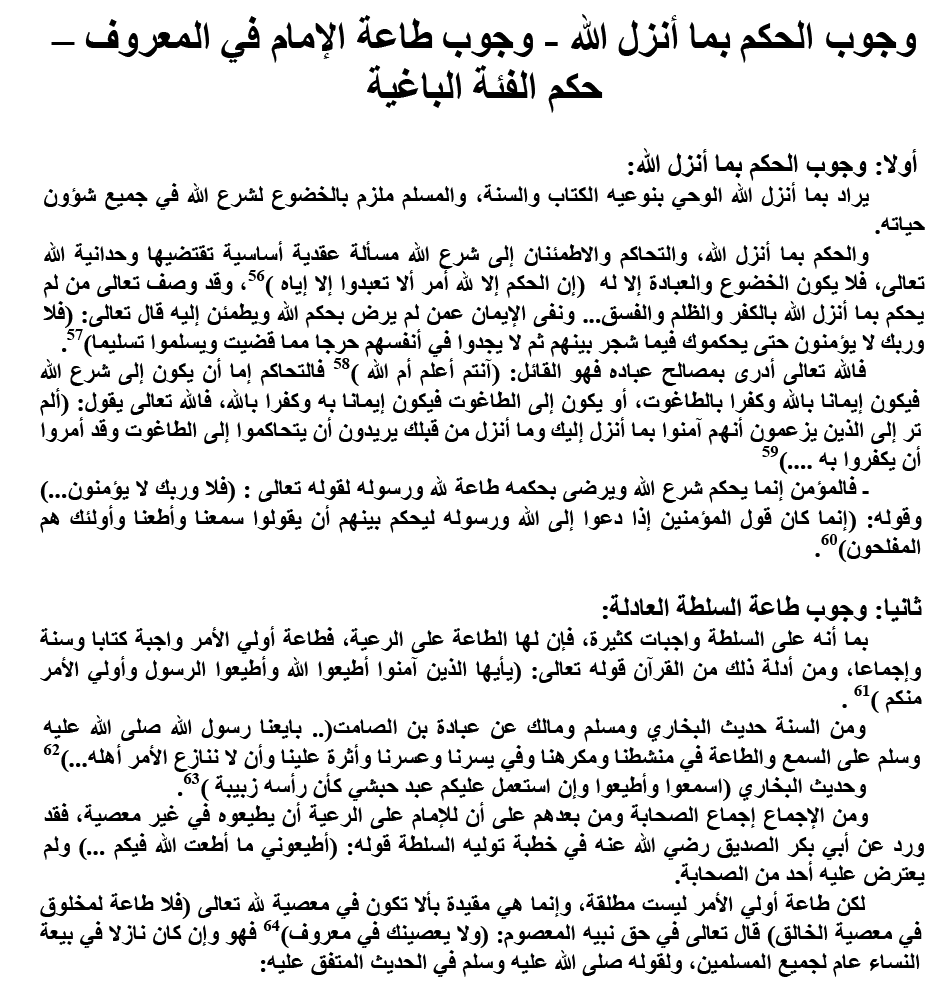 وجوب الحكم بما أنزل الله - وجوب طاعة الإمام في المعروف –
حكم الفئة الباغية
أولا: وجوب الحكم بما أنزل الله:
يراد بما أنزل الله الوحي بنوعيه الكتاب والسنة، والمسلم ملزم بالخضوع لشرع الله في جميع شؤون
حياته.
والحكم بما أنزل الله، والتحاكم والاطمئنان إلى شرع الله مسألة عقدية أساسية تقتضيها وحدانية الله
تعالى، فلا يكون الخضوع والعبادة إلا له (إن الحكم إلا لله أمر ألا تعبدوا إلا إياه )56، وقد وصف تعالى من لم
يحكم بما أنزل الله بالكفر والظلم والفسق... ونفى الإيمان عمن لم يرض بحكم الله ويطمئن إليه قال تعالى: (فلا
وربك لا يؤمنون حتى يحكموك فيما شجر بينهم ثم لا يجدوا في أنفسهم حرجا مما قضيت ويسلموا تسليما)57.
فالله تعالى أدرى بمصالح عباده فهو القائل: (آنتم أعلم أم الله )58 فالتحاكم إما أن يكون إلى شرع الله
فيكون إيمانا بالله وكفرا بالطاغوت، أو يكون إلى الطاغوت فيكون إيمانا به وكفرا بالله، فالله تعالى يقول: (ألم
تر إلى الذين يزعمون أنهم آمنوا بما أنزل إليك وما أنزل من قبلك يريدون أن يتحاكموا إلى الطاغوت وقد أمروا
أن يكفروا به ....)59
ـ فالمؤمن إنما يحكم شرع الله ويرضى بحكمه طاعة لله ورسوله لقوله تعالى : (فلا وربك لا يؤمنون...)
وقوله: (إنما كان قول المؤمنين إذا دعوا إلى الله ورسوله ليحكم بينهم أن يقولوا سمعنا وأطعنا وأولئك هم
المفلحون)60.
ثانيا: وجوب طاعة السلطة العادلة:
بما أنه على السلطة واجبات كثيرة، فإن لها الطاعة على الرعية، فطاعة أولي الأمر واجبة كتابا وسنة
وإجماعا، ومن أدلة ذلك من القرآن قوله تعالى: (يأيها الذين آمنوا أطيعوا الله وأطيعوا الرسول وأولي الأمر
منكم )61 .
ومن السنة حديث البخاري ومسلم ومالك عن عبادة بن الصامت(.. بايعنا رسول الله صلى الله عليه
وسلم على السمع والطاعة في منشطنا ومكرهنا وفي يسرنا وعسرنا وأثرة علينا وأن لا ننازع الأمر أهله...)62
وحديث البخاري (اسمعوا وأطيعوا وإن استعمل عليكم عبد حبشي كأن رأسه زبيبة )63.
ومن الإجماع إجماع الصحابة ومن بعدهم على أن للإمام على الرعية أن يطيعوه في غير معصية، فقد
ورد عن أبي بكر الصديق رضي الله عنه في خطبة توليه السلطة قوله: (أطيعوني ما أطعت الله فيكم ...) ولم
يعترض عليه أحد من الصحابة.
لكن طاعة أولي الأمر ليست مطلقة، وإنما هي مقيدة بألا تكون في معصية لله تعالى (فلا طاعة لمخلوق
في معصية الخالق) قال تعالى في حق نبيه المعصوم: (ولا يعصينك في معروف)64 فهو وإن كان نازلا في بيعة
النساء عام لجميع المسلمين، ولقوله صلى الله عليه وسلم في الحديث المتفق عليه: